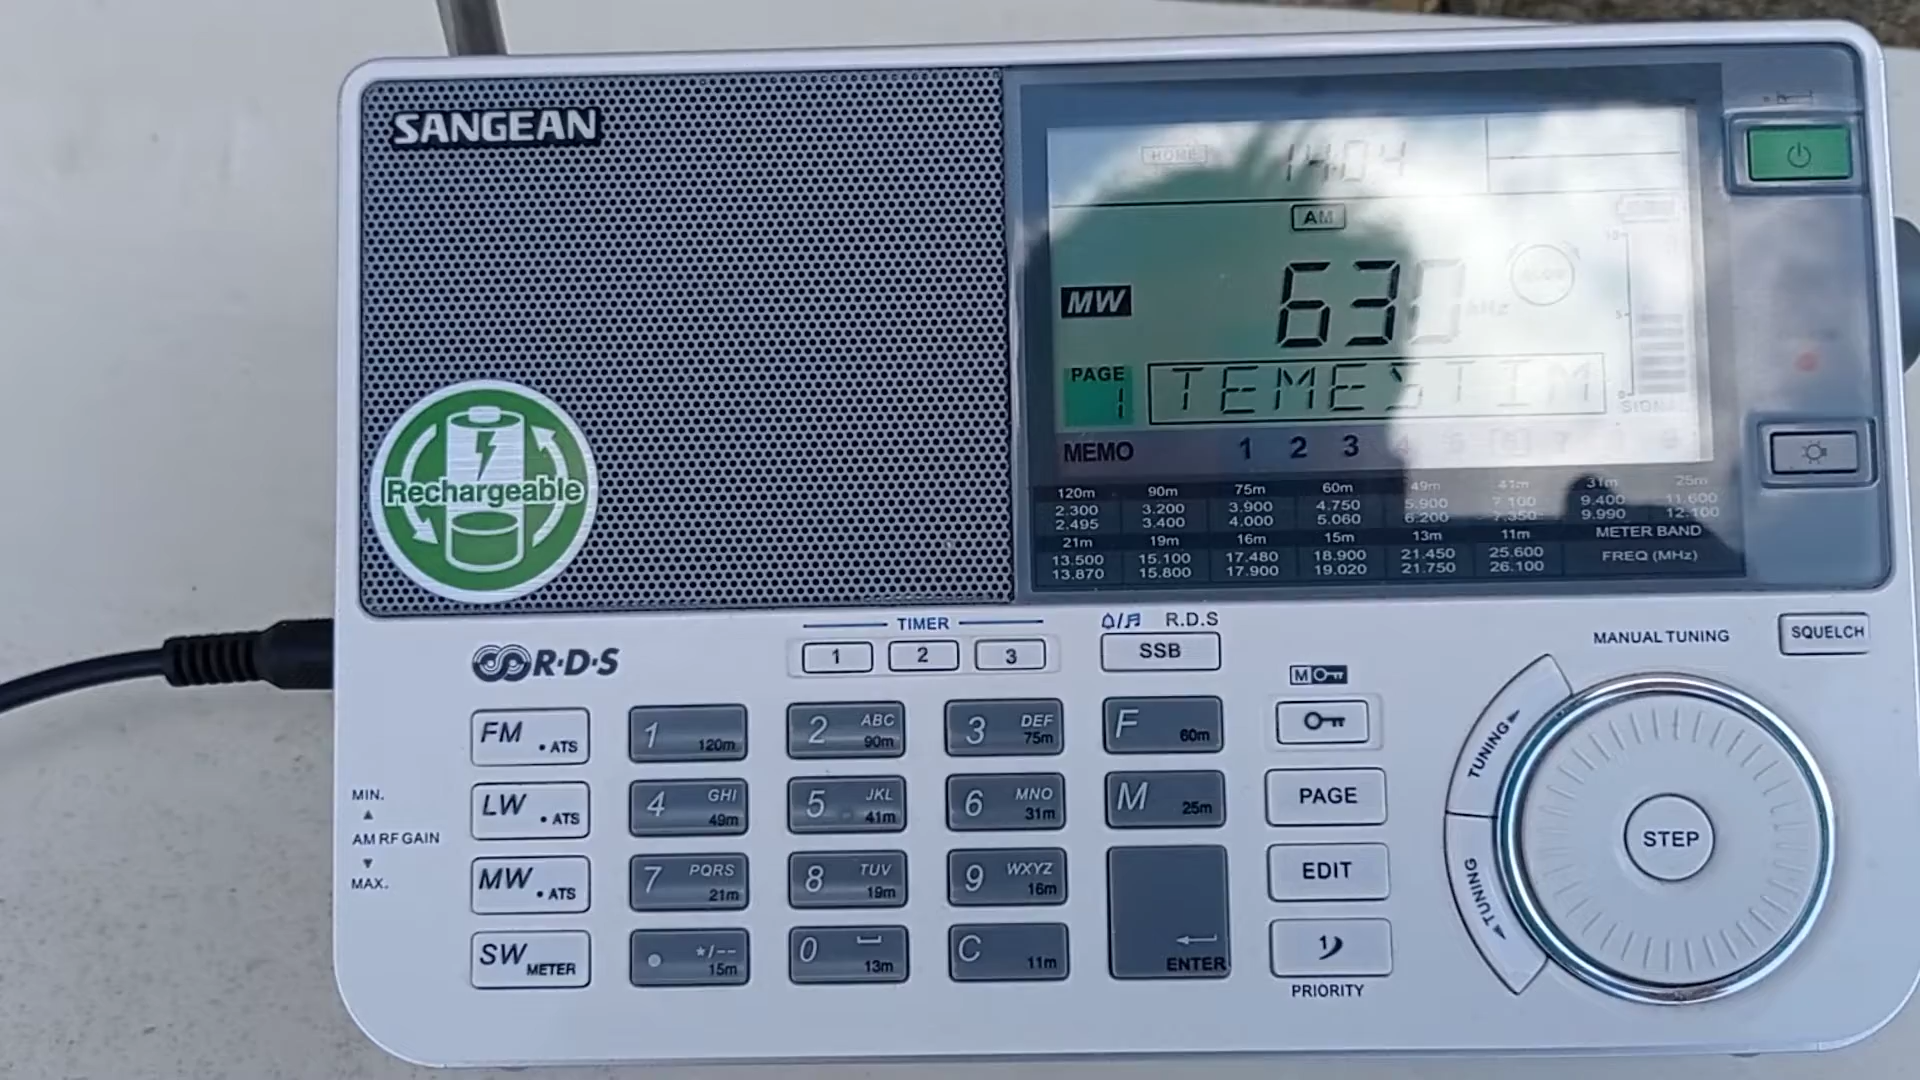 SANGEAN
HOME 14:04
AM
MW 630 kHz
PAGE 1 TEMESTIM
MEMO 1 2 3
SIGNAL
120m 90m 75m 60m 49m 41m 31m 25m
2.300 3.200 3.900 4.750 5.900 7.100 9.400 11.600
2.495 3.400 4.000 5.060 6.200 7.350 9.990 12.100
21m 19m 16m 15m 13m 11m METER BAND
13.500 15.100 17.480 18.900 21.450 25.600 FREQ (MHz)
13.870 15.800 17.900 19.020 21.750 26.100
Rechargeable
R·D·S
TIMER
1 2 3
R.D.S
SSB
MANUAL TUNING
SQUELCH
M
FM • ATS
1 120m
2 ABC 90m
3 DEF 75m
F 60m
LW • ATS
4 GHI 49m
5 JKL 41m
6 MNO 31m
M 25m
PAGE
MW • ATS
7 PQRS 21m
8 TUV 19m
9 WXYZ 16m
ENTER
EDIT
SW METER
• */-- 15m
0 13m
C 11m
1
PRIORITY
MIN.
AM RF GAIN
MAX.
TUNING
TUNING
STEP